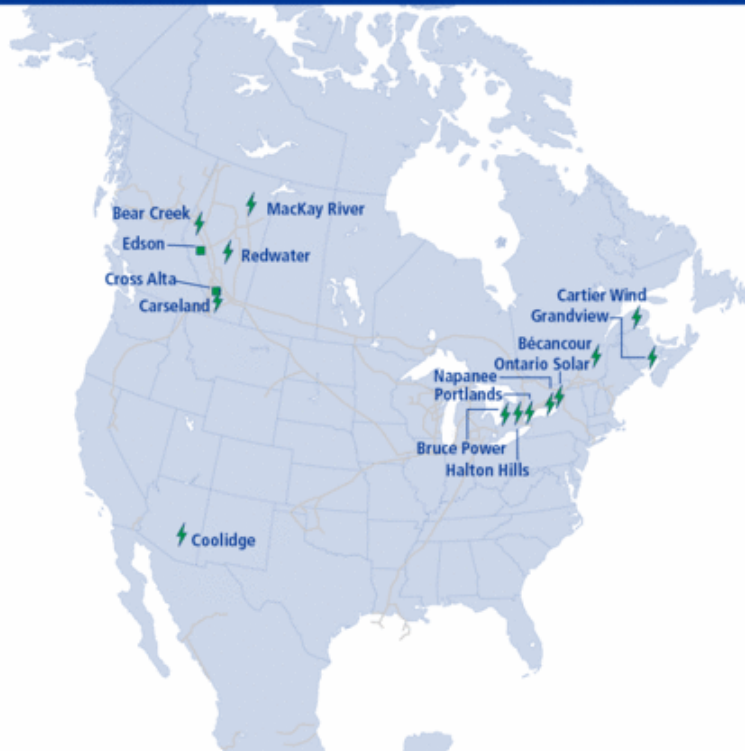 Bear Creek
MacKay River
Edson
Redwater
Cross Alta
Carseland
Cartier Wind
Grandview
Bécancour
Ontario Solar
Napanee
Portlands
Bruce Power
Halton Hills
Coolidge